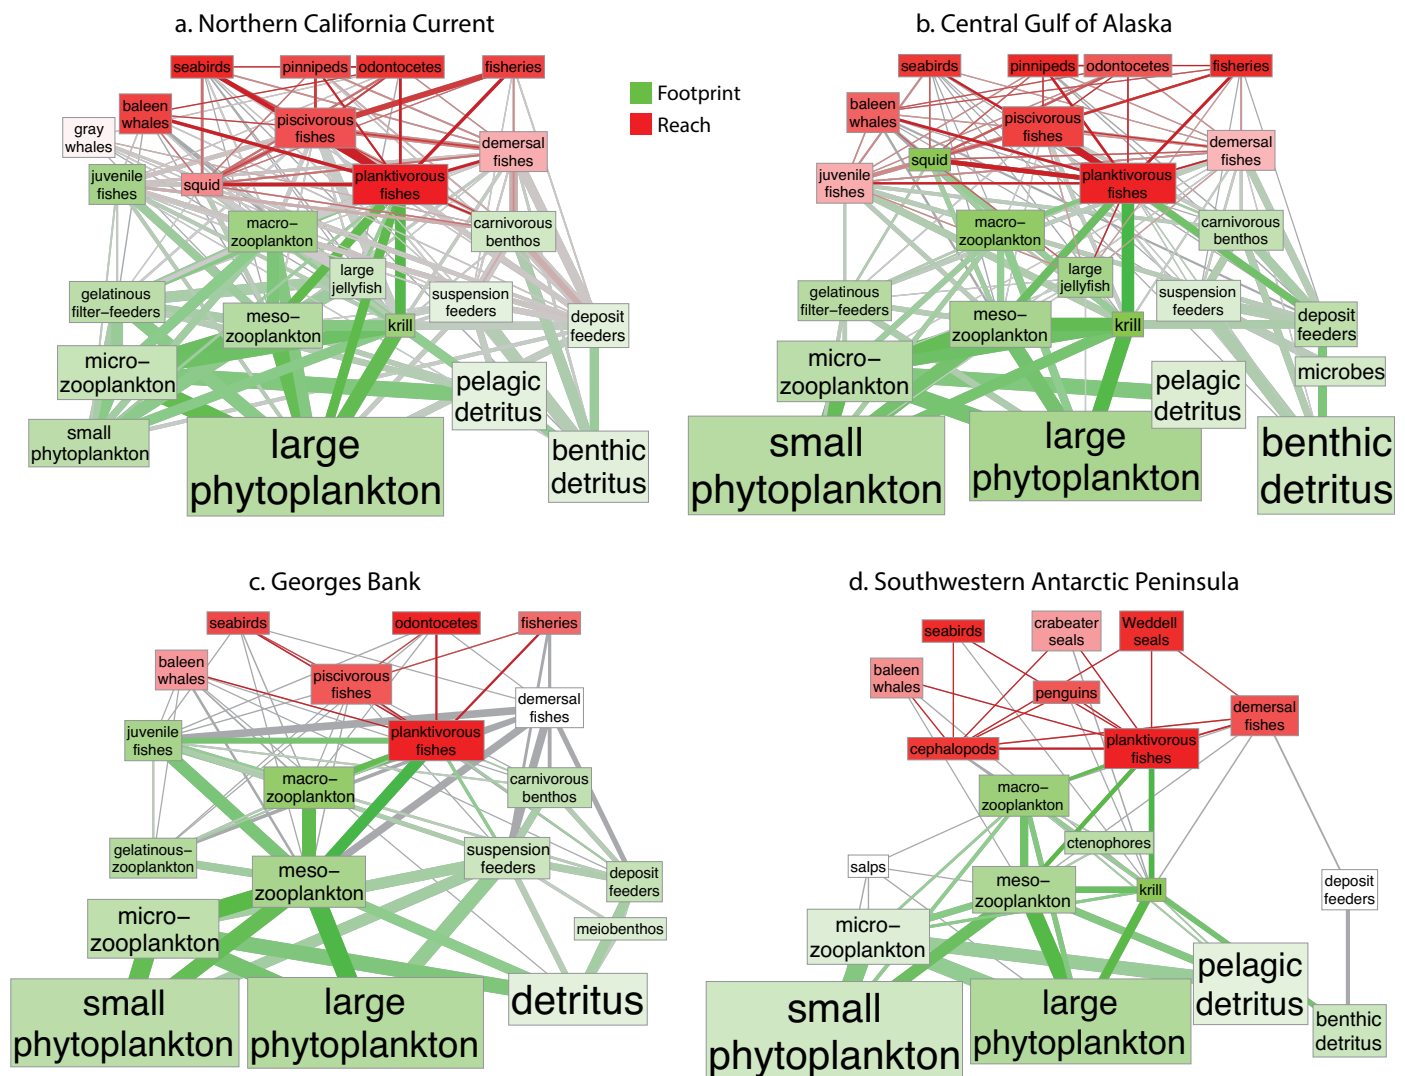 a. Northern California Current
seabirds
pinnipeds
odontocetes
fisheries
baleen
whales
gray
whales
piscivorous
fishes
demersal
fishes
juvenile
fishes
squid
planktivorous
fishes
macro-
zooplankton
carnivorous
benthos
large
jellyfish
gelatinous
filter-feeders
suspension
feeders
meso-
zooplankton
krill
deposit
feeders
micro-
zooplankton
pelagic
detritus
small
phytoplankton
large
phytoplankton
benthic
detritus
Footprint
Reach
b. Central Gulf of Alaska
seabirds
pinnipeds
odontocetes
fisheries
baleen
whales
piscivorous
fishes
demersal
fishes
squid
juvenile
fishes
planktivorous
fishes
macro-
zooplankton
carnivorous
benthos
large
jellyfish
gelatinous
filter-feeders
suspension
feeders
meso-
zooplankton
krill
deposit
feeders
micro-
zooplankton
microbes
pelagic
detritus
small
phytoplankton
large
phytoplankton
benthic
detritus
c. Georges Bank
seabirds
odontocetes
fisheries
baleen
whales
piscivorous
fishes
demersal
fishes
juvenile
fishes
planktivorous
fishes
macro-
zooplankton
carnivorous
benthos
gelatinous-
zooplankton
suspension
feeders
meso-
zooplankton
deposit
feeders
micro-
zooplankton
meiobenthos
small
phytoplankton
large
phytoplankton
detritus
d. Southwestern Antarctic Peninsula
seabirds
crabeater
seals
Weddell
seals
baleen
whales
penguins
demersal
fishes
cephalopods
planktivorous
fishes
macro-
zooplankton
ctenophores
salps
meso-
zooplankton
krill
deposit
feeders
micro-
zooplankton
pelagic
detritus
small
phytoplankton
large
phytoplankton
benthic
detritus